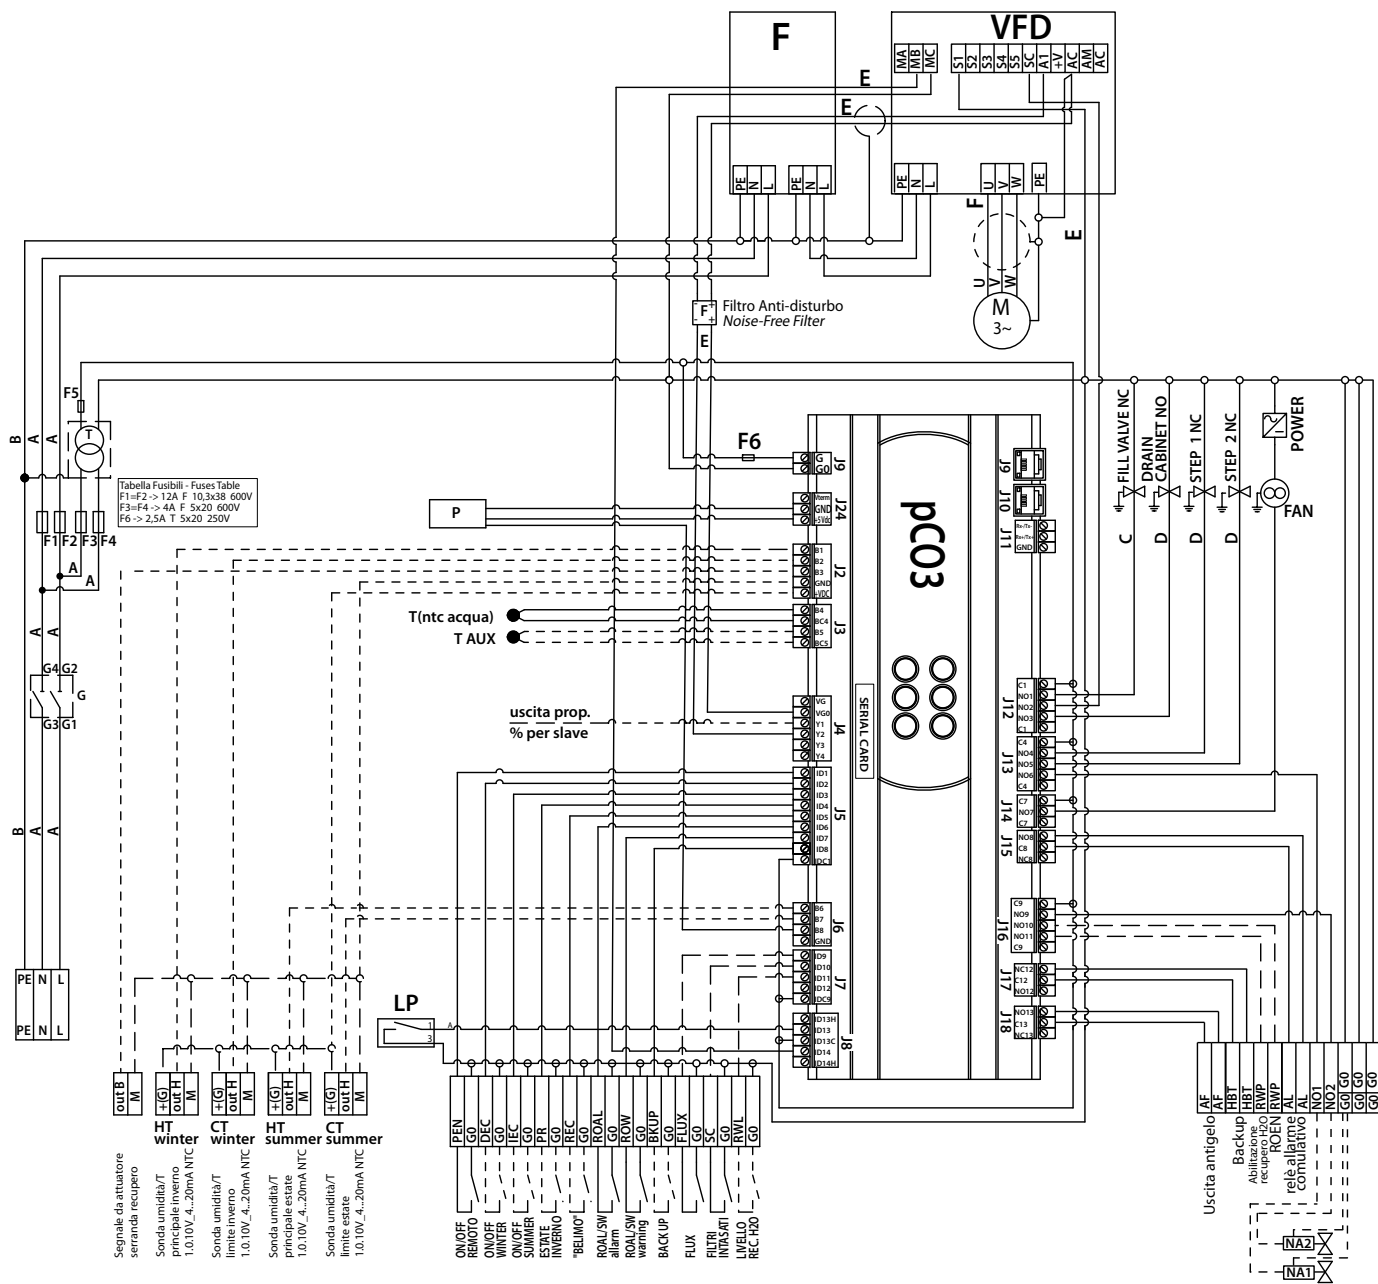 F
VFD
MA
MB
MC
S1
S2
S3
S4
S5
SC
A1
+V
AC
AM
AC
E
E
PE
N
L
PE
N
L
PE
N
L
U
V
W
PE
F
E
U
V
W
M
3~
- +
F
- +
Filtro Anti-disturbo
Noise-Free Filter
E
F5
T
B
A
A
Tabella Fusibili - Fuses Table
F1=F2 -> 12A F 10,3x38 600V
F3=F4 -> 4A F 5x20 600V
F6 -> 2,5A T 5x20 250V
F1
F2
F3
F4
A
A
A
A
G4
G2
G
G3
G1
B
A
A
PE
N
L
PE
N
L
F6
P
T(ntc acqua)
T AUX
uscita prop.
% per slave
G
G0
J9
Vterm
GND
+5Vdc
J24
B1
B2
B3
GND
+VDC
J2
B4
BC4
B5
BC5
J3
VG
VG0
Y1
Y2
Y3
Y4
J4
ID1
ID2
ID3
ID4
ID5
ID6
ID7
ID8
IDC1
J5
B6
B7
B8
GND
J6
ID9
ID10
ID11
ID12
IDC9
J7
ID13H
ID13
ID13C
ID14
ID14H
J8
SERIAL CARD
pCO3
J9
J10
J11
Rx-/Tx-
Rx+/Tx+
GND
J12
C1
NO1
NO2
NO3
C1
J13
C4
NO4
NO5
NO6
C4
J14
C7
NO7
C7
J15
NO8
C8
NC8
J16
C9
NO9
NO10
NO11
C9
J17
NC12
C12
NO12
J18
NO13
C13
NC13
FILL VALVE NC
DRAIN
CABINET NO
STEP 1 NC
STEP 2 NC
POWER
FAN
C
D
D
D
LP
1
3
A
out B
M
+(G)
out H
M
+(G)
out H
M
+(G)
out H
M
+(G)
out H
M
HT
winter
CT
winter
HT
summer
CT
summer
Segnale da attuatore
serranda recupero
Sonda umidità/T
principale inverno
1.0.10V_4...20mA NTC
Sonda umidità/T
limite inverno
1.0.10V_4...20mA NTC
Sonda umidità/T
principale estate
1.0.10V_4...20mA NTC
Sonda umidità/T
limite estate
1.0.10V_4...20mA NTC
PEN
G0
DEC
G0
IEC
G0
PR
G0
REC
G0
ROAL
G0
ROW
G0
BKUP
G0
FLUX
G0
SC
G0
RWL
G0
ON/OFF
REMOTO
ON/OFF
WINTER
ON/OFF
SUMMER
ESTATE
INVERNO
"BELIMO"
ROAL/SW
allarm
ROAL/SW
warning
BACK UP
FLUX
FILTRI
INTASATI
LIVELLO
REC. H2O
AF
AF
HBT
HBT
RWP
RWP
AL
AL
NO1
NO2
G0 G0
G0 G0
G0 G0
Uscita antigelo
Backup
Abilitazione
recupero H2O
ROEN
relè allarme
comulativo
NA2
NA1